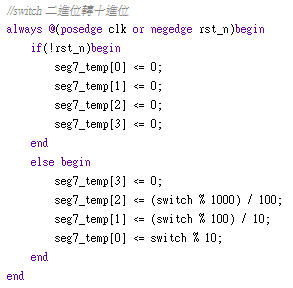 //switch 二進位轉十進位
always @(posedge clk or negedge rst_n)begin
    if(!rst_n)begin
        seg7_temp[0] <= 0;
        seg7_temp[1] <= 0;
        seg7_temp[2] <= 0;
        seg7_temp[3] <= 0;
    end
    else begin
        seg7_temp[3] <= 0;
        seg7_temp[2] <= (switch % 1000) / 100;
        seg7_temp[1] <= (switch % 100) / 10;
        seg7_temp[0] <= switch % 10;
    end
end